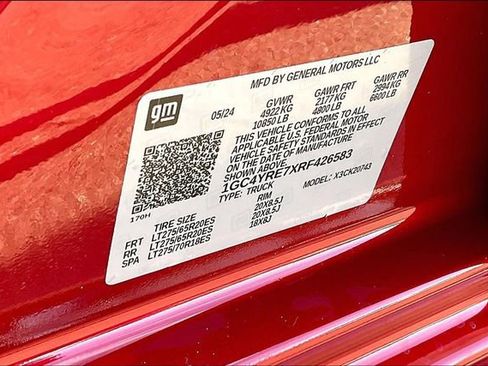 gm
MFD BY GENERAL MOTORS LLC
05/24 GVWR GAWR FRT GAWR RR
4922 KG 2177 KG 2994 KG
10850 LB 4800 LB 6600 LB
THIS VEHICLE CONFORMS TO ALL
APPLICABLE U.S. FEDERAL MOTOR
VEHICLE SAFETY STANDARDS IN EFFECT
ON THE DATE OF MANUFACTURE
SHOWN ABOVE.
1GC4YRE7XRF426583
TYPE: TRUCK MODEL: X3CK20743
170H
TIRE SIZE RIM
FRT LT275/65R20ES 20X8.5J
RR LT275/65R20ES 20X8.5J
SPA LT275/70R18ES 18X8J